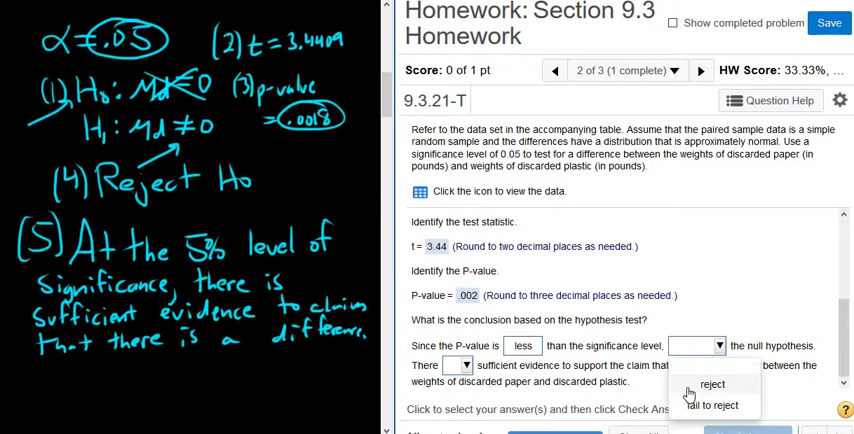 α = .05
(2) t = 3.4409
(1) H0: μd = 0
(3) p-value
= .0018
H1: μd ≠ 0
(4) Reject Ho
(5) At the 5% level of
significance, there is
sufficient evidence to claim
that there is a difference.
Homework: Section 9.3
Homework
Show completed problem
Save
Score: 0 of 1 pt
2 of 3 (1 complete)
HW Score: 33.33%, ...
9.3.21-T
Question Help
Refer to the data set in the accompanying table. Assume that the paired sample data is a simple
random sample and the differences have a distribution that is approximately normal. Use a
significance level of 0.05 to test for a difference between the weights of discarded paper (in
pounds) and weights of discarded plastic (in pounds).
Click the icon to view the data.
Identify the test statistic.
t = 3.44 (Round to two decimal places as needed.)
Identify the P-value.
P-value = .002 (Round to three decimal places as needed.)
What is the conclusion based on the hypothesis test?
Since the P-value is less than the significance level, the null hypothesis.
There sufficient evidence to support the claim that between the
weights of discarded paper and discarded plastic.
reject
fail to reject
Click to select your answer(s) and then click Check Ans
?